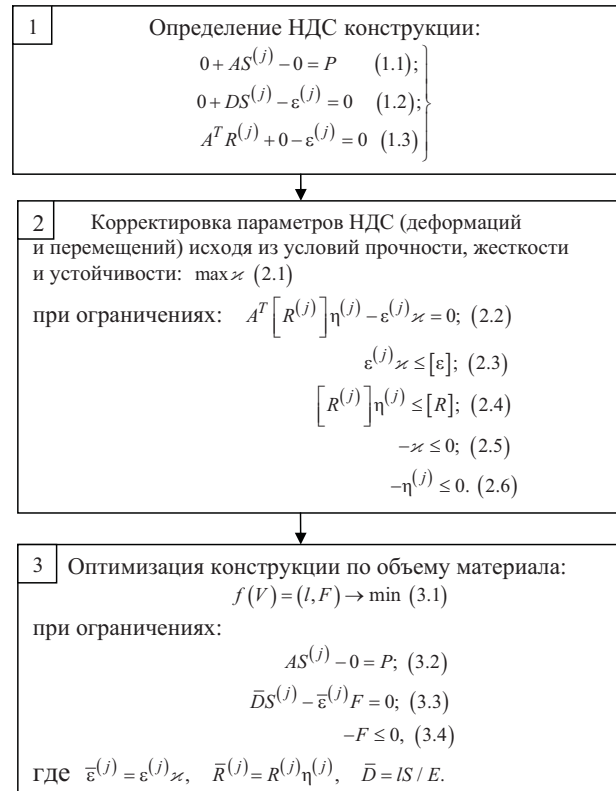 1
Определение НДС конструкции:
0 + AS^(j) − 0 = P (1.1);
0 + DS^(j) − ε^(j) = 0 (1.2);
A^T R^(j) + 0 − ε^(j) = 0 (1.3)
2
Корректировка параметров НДС (деформаций
и перемещений) исходя из условий прочности, жесткости
и устойчивости: max ϰ (2.1)
при ограничениях: A^T [R^(j)] η^(j) − ε^(j) ϰ = 0; (2.2)
ε^(j) ϰ ≤ [ε]; (2.3)
[R^(j)] η^(j) ≤ [R]; (2.4)
−ϰ ≤ 0; (2.5)
−η^(j) ≤ 0. (2.6)
3
Оптимизация конструкции по объему материала:
f(V) = (l, F) → min (3.1)
при ограничениях:
AS^(j) − 0 = P; (3.2)
D̅S^(j) − ε̅^(j) F = 0; (3.3)
−F ≤ 0, (3.4)
где ε̅^(j) = ε^(j) ϰ, R̅^(j) = R^(j) η^(j), D̅ = lS / E.